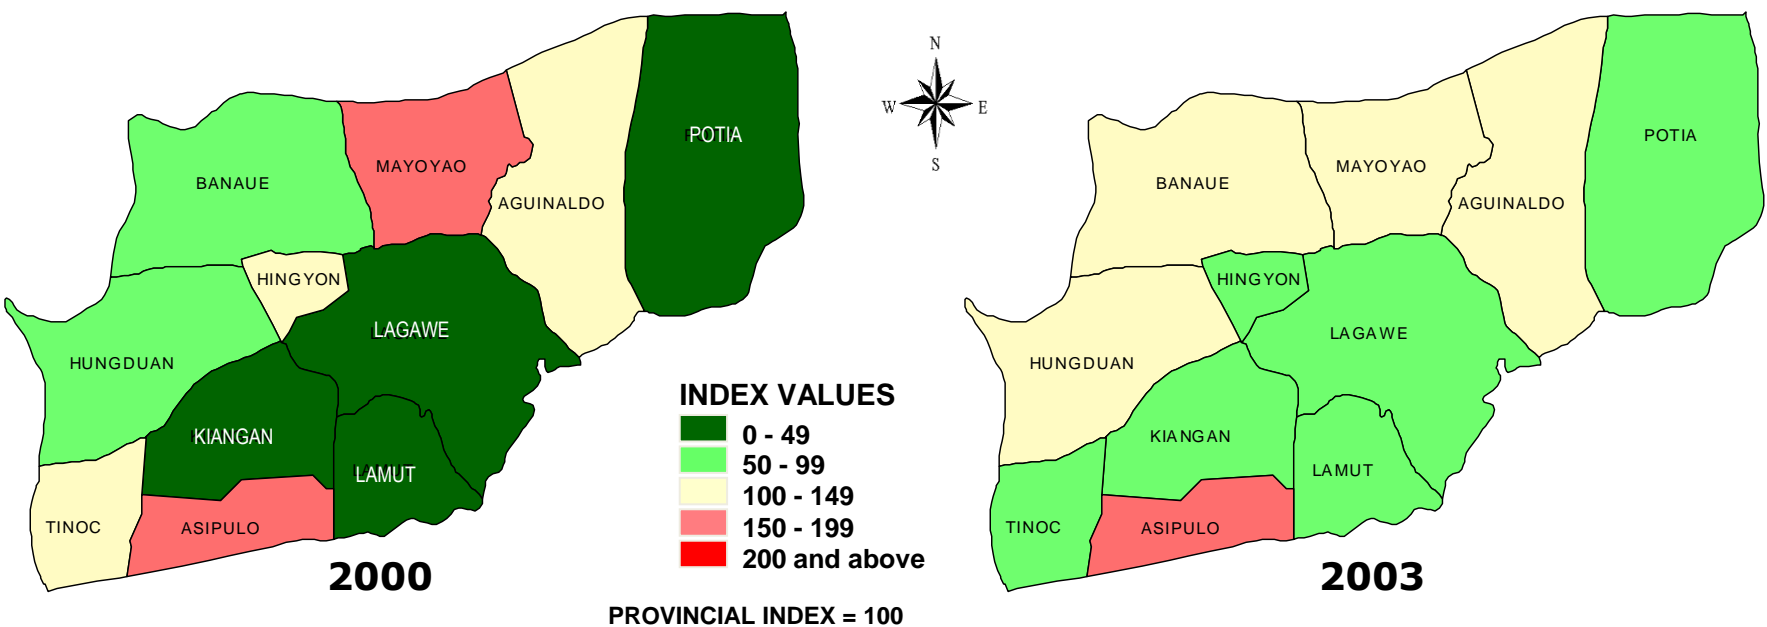 POTIA
MAYOYAO
BANAUE
AGUINALDO
HINGYON
LAGAWE
HUNGDUAN
KIANGAN
LAMUT
TINOC
ASIPULO
2000
N
W
E
S
INDEX VALUES
0 - 49
50 - 99
100 - 149
150 - 199
200 and above
PROVINCIAL INDEX = 100
POTIA
MAYOYAO
BANAUE
AGUINALDO
HINGYON
LAGAWE
HUNGDUAN
KIANGAN
LAMUT
TINOC
ASIPULO
2003